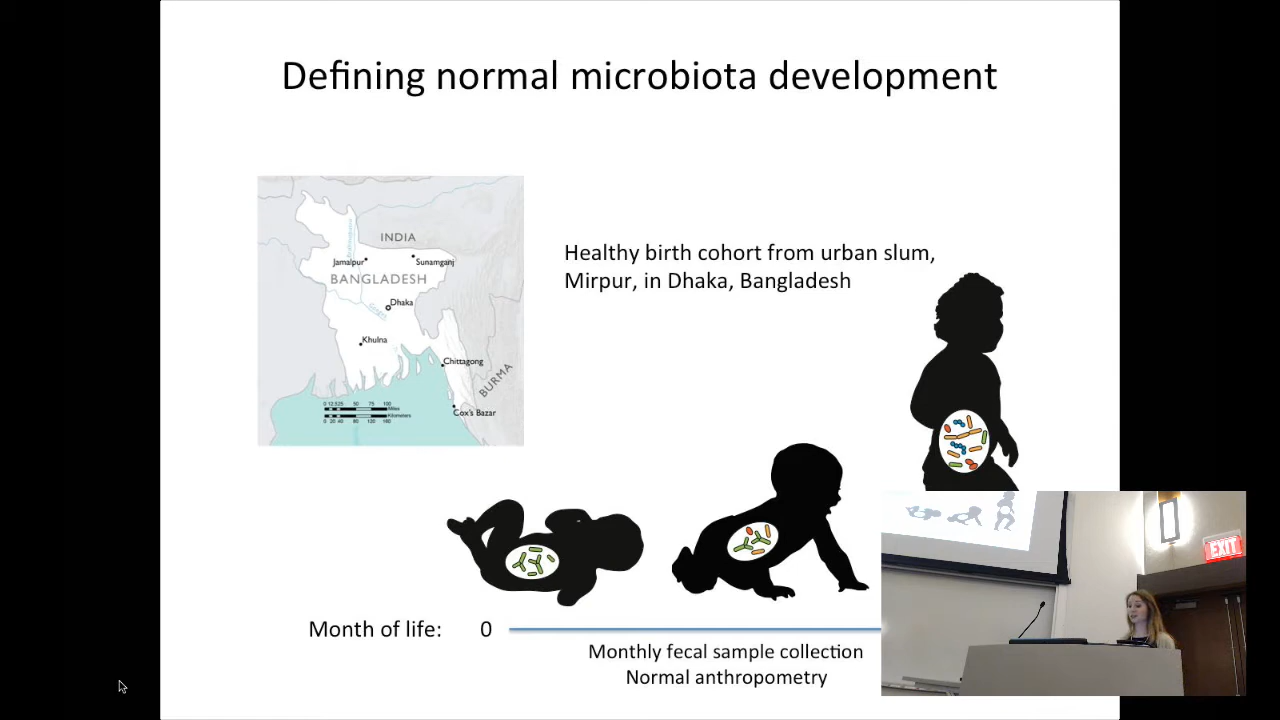 Defining normal microbiota development
INDIA
Jamalpur
Sunamganj
BANGLADESH
Dhaka
Khulna
Chittagong
BURMA
Cox's Bazar
Healthy birth cohort from urban slum,
Mirpur, in Dhaka, Bangladesh
Month of life: 0
Monthly fecal sample collection
Normal anthropometry
EXIT